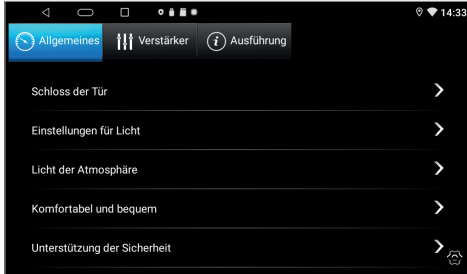 14:33
Allgemeines Verstärker Ausführung
Schloss der Tür
Einstellungen für Licht
Licht der Atmosphäre
Komfortabel und bequem
Unterstützung der Sicherheit